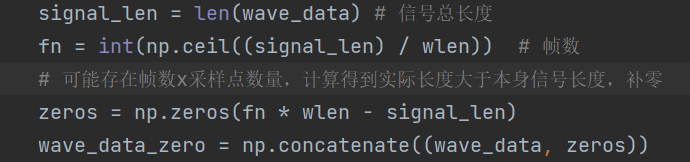 signal_len = len(wave_data) # 信号总长度
fn = int(np.ceil((signal_len) / wlen))  # 帧数
# 可能存在帧数x采样点数量，计算得到实际长度大于本身信号长度，补零
zeros = np.zeros(fn * wlen - signal_len)
wave_data_zero = np.concatenate((wave_data, zeros))